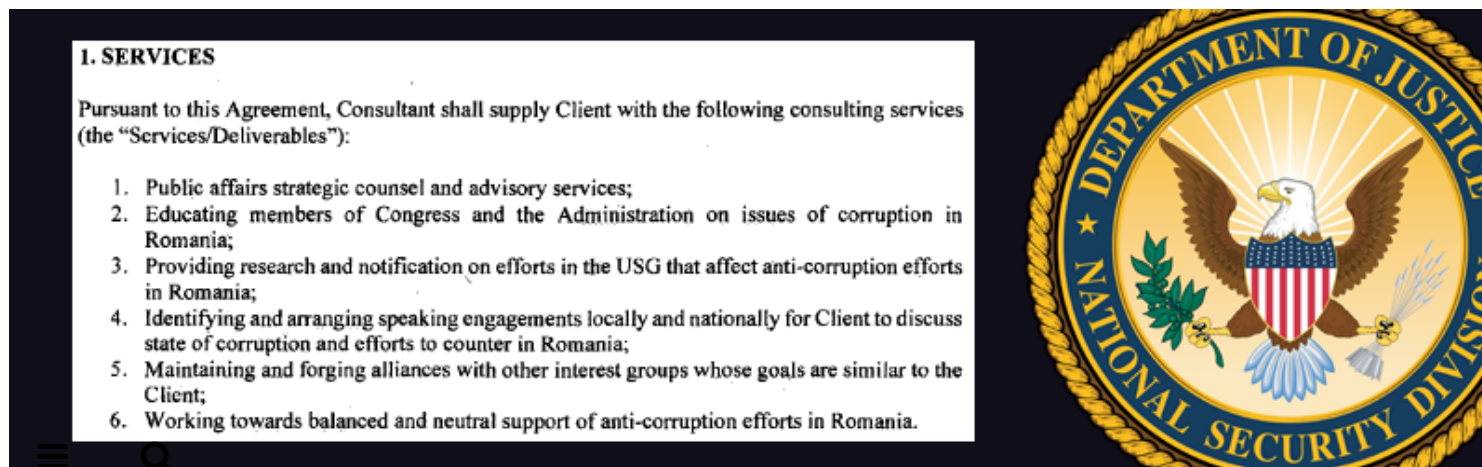 1. SERVICES
Pursuant to this Agreement, Consultant shall supply Client with the following consulting services
(the “Services/Deliverables”):
1. Public affairs strategic counsel and advisory services;
2. Educating members of Congress and the Administration on issues of corruption in
Romania;
3. Providing research and notification on efforts in the USG that affect anti-corruption efforts
in Romania;
4. Identifying and arranging speaking engagements locally and nationally for Client to discuss
state of corruption and efforts to counter in Romania;
5. Maintaining and forging alliances with other interest groups whose goals are similar to the
Client;
6. Working towards balanced and neutral support of anti-corruption efforts in Romania.
DEPARTMENT OF JUSTICE
NATIONAL SECURITY DIVISION